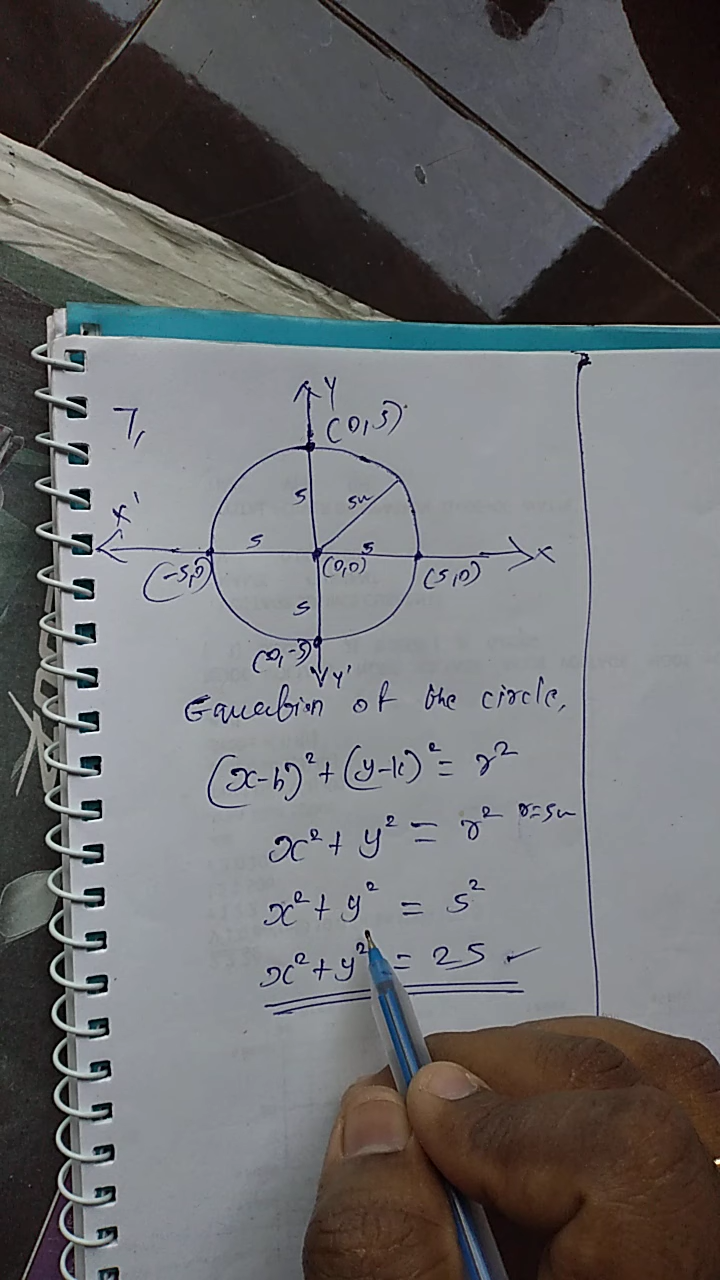 7,
Y
(0,5)
X'
5
5u
5
5
(-5,0)
(0,0)
(5,0)
X
5
(0,-5)
Y'
Equation of the circle,
(x-h)²+(y-k)² = r²
x²+ y² = r² r=5u
x²+ y² = 5²
x²+y² = 25 ✓